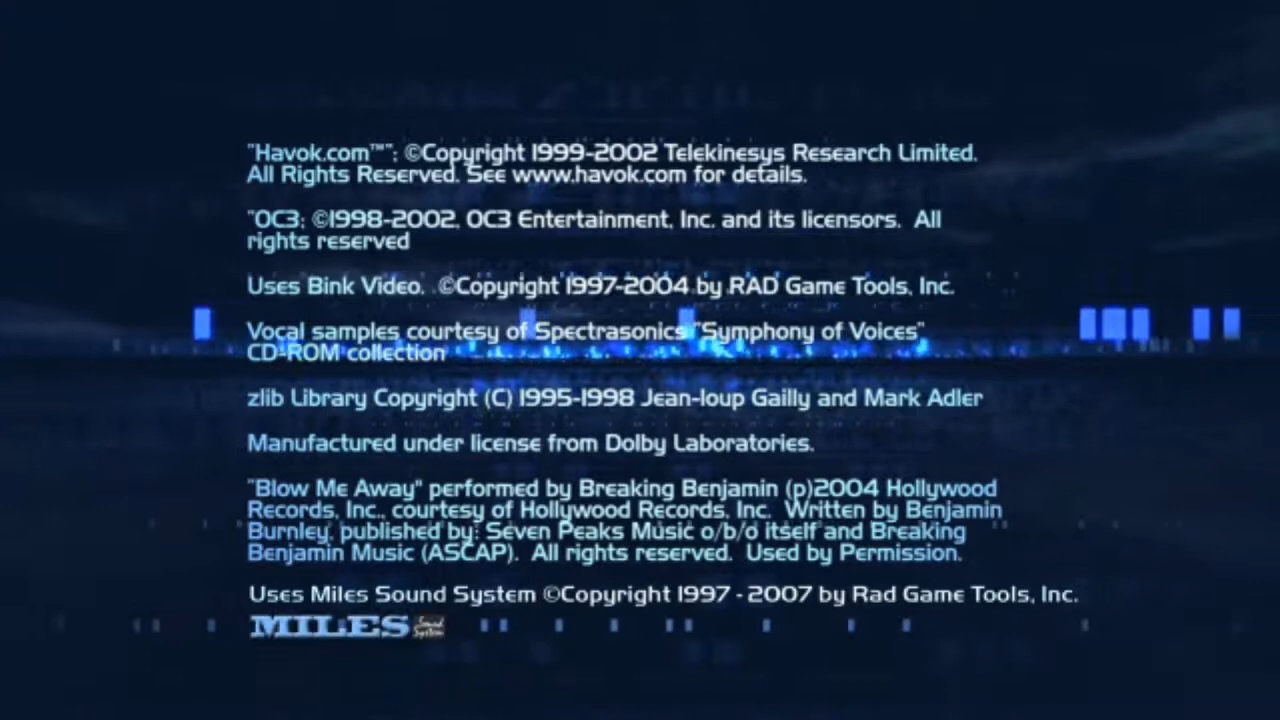 "Havok.com™": ©Copyright 1999-2002 Telekinesys Research Limited.
All Rights Reserved. See www.havok.com for details.
"OC3: ©1998-2002, OC3 Entertainment, Inc. and its licensors.  All
rights reserved
Uses Bink Video.  ©Copyright 1997-2004 by RAD Game Tools, Inc.
Vocal samples courtesy of Spectrasonics "Symphony of Voices"
CD-ROM collection
zlib Library Copyright (C) 1995-1998 Jean-loup Gailly and Mark Adler
Manufactured under license from Dolby Laboratories.
"Blow Me Away" performed by Breaking Benjamin (p)2004 Hollywood
Records, Inc., courtesy of Hollywood Records, Inc.  Written by Benjamin
Burnley, published by: Seven Peaks Music o/b/o itself and Breaking
Benjamin Music (ASCAP).  All rights reserved.  Used by Permission.
Uses Miles Sound System ©Copyright 1997 - 2007 by Rad Game Tools, Inc.
MILES Sound System